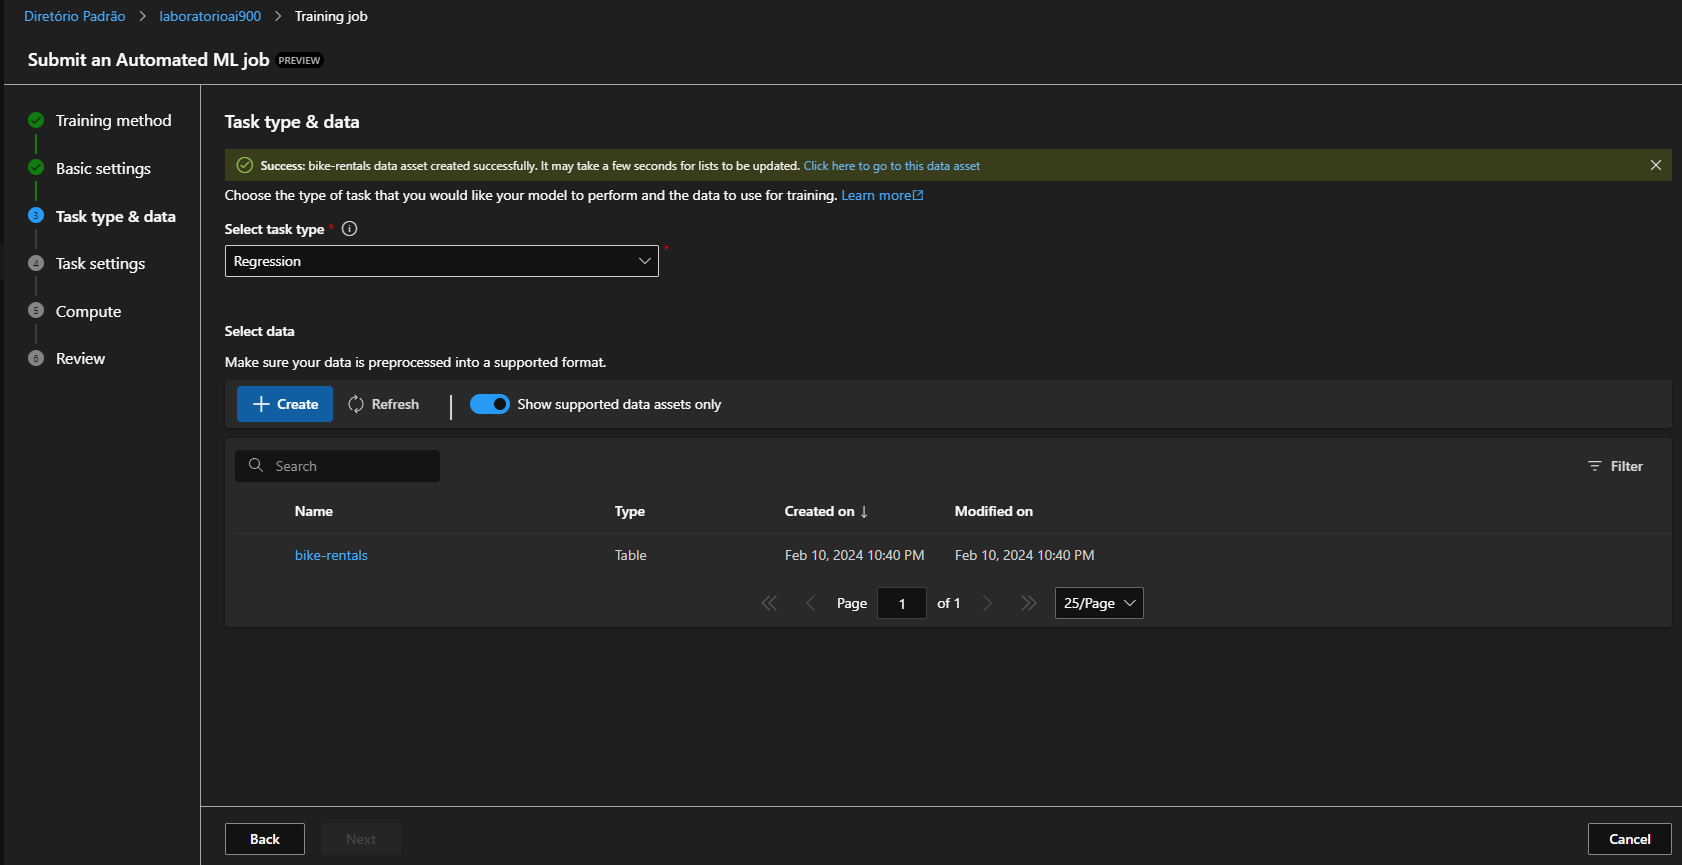 Diretório Padrão > laboratorioai900 > Training job
Submit an Automated ML job PREVIEW
Training method
Basic settings
3 Task type & data
4 Task settings
5 Compute
6 Review
Task type & data
Success: bike-rentals data asset created successfully. It may take a few seconds for lists to be updated. Click here to go to this data asset
Choose the type of task that you would like your model to perform and the data to use for training. Learn more
Select task type *
Regression *
Select data
Make sure your data is preprocessed into a supported format.
Create Refresh Show supported data assets only
Search Filter
Name Type Created on ↓ Modified on
bike-rentals Table Feb 10, 2024 10:40 PM Feb 10, 2024 10:40 PM
Page 1 of 1 25/Page
Back Next Cancel